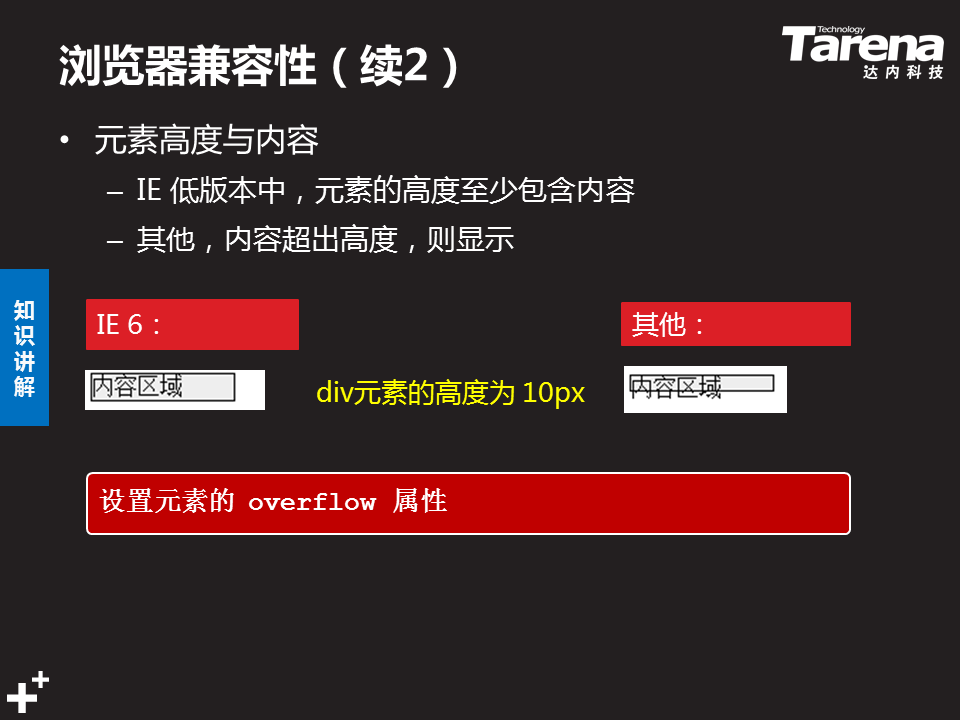 浏览器兼容性（续2）
Technology
Tarena
达内科技
• 元素高度与内容
– IE 低版本中，元素的高度至少包含内容
– 其他，内容超出高度，则显示
知识讲解
IE 6：
其他：
内容区域
div元素的高度为 10px
内容区域
设置元素的 overflow 属性